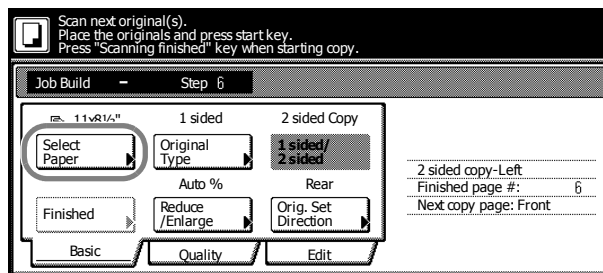 Scan next original(s).
Place the originals and press start key.
Press "Scanning finished" key when starting copy.
Job Build – Step 6
11x8½" 1 sided 2 sided Copy
Select Paper
Original Type
1 sided/ 2 sided
Auto % Rear
Finished
Reduce /Enlarge
Orig. Set Direction
Basic Quality Edit
2 sided copy-Left
Finished page #: 6
Next copy page: Front